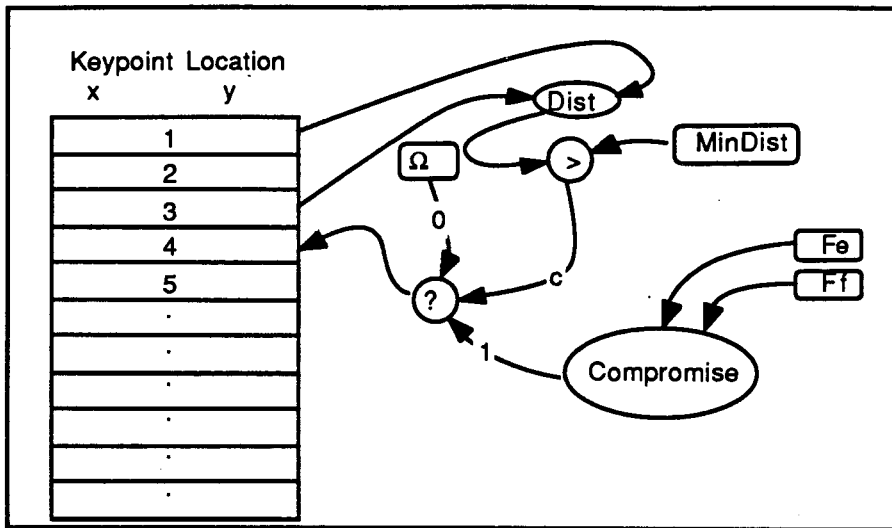 Keypoint Location
x y
1
2
3
4
5
.
.
.
.
.
.
Dist
>
MinDist
Ω
0
c
?
1
Fe
Ff
Compromise